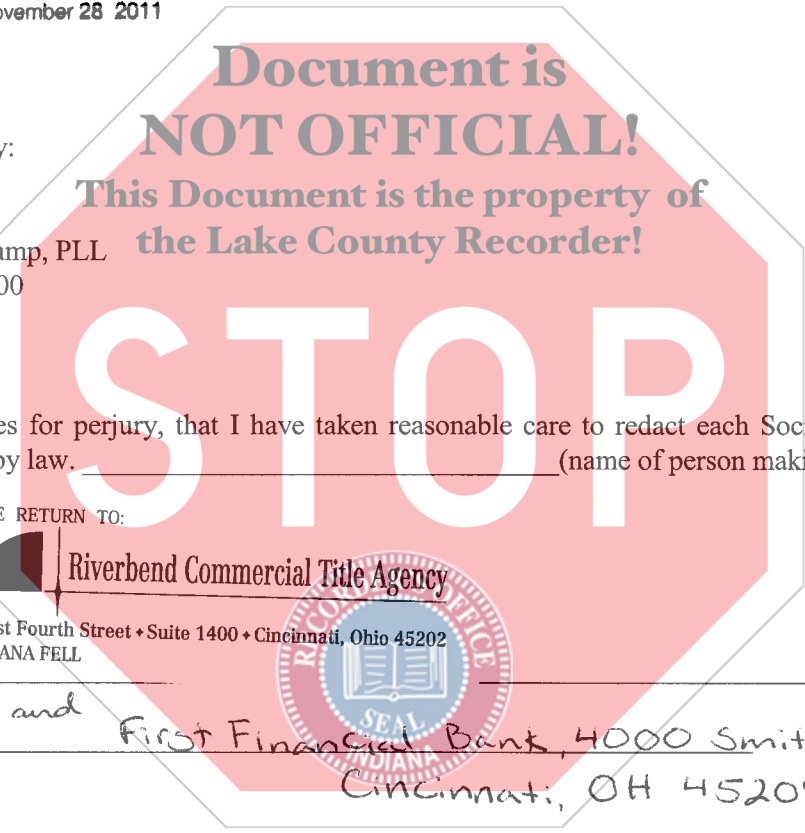 ovember 28 2011
Document is
NOT OFFICIAL!
y:
This Document is the property of
amp, PLL the Lake County Recorder!
00
STOP
es for perjury, that I have taken reasonable care to redact each Soci
by law. (name of person maki
E RETURN TO:
Riverbend Commercial Title Agency
st Fourth Street • Suite 1400 • Cincinnati, Ohio 45202
ANA FELL
RECORDERS OFFICE
SEAL
INDIANA
and
First Financial Bank, 4000 Smit
Cincinnati, OH 4520